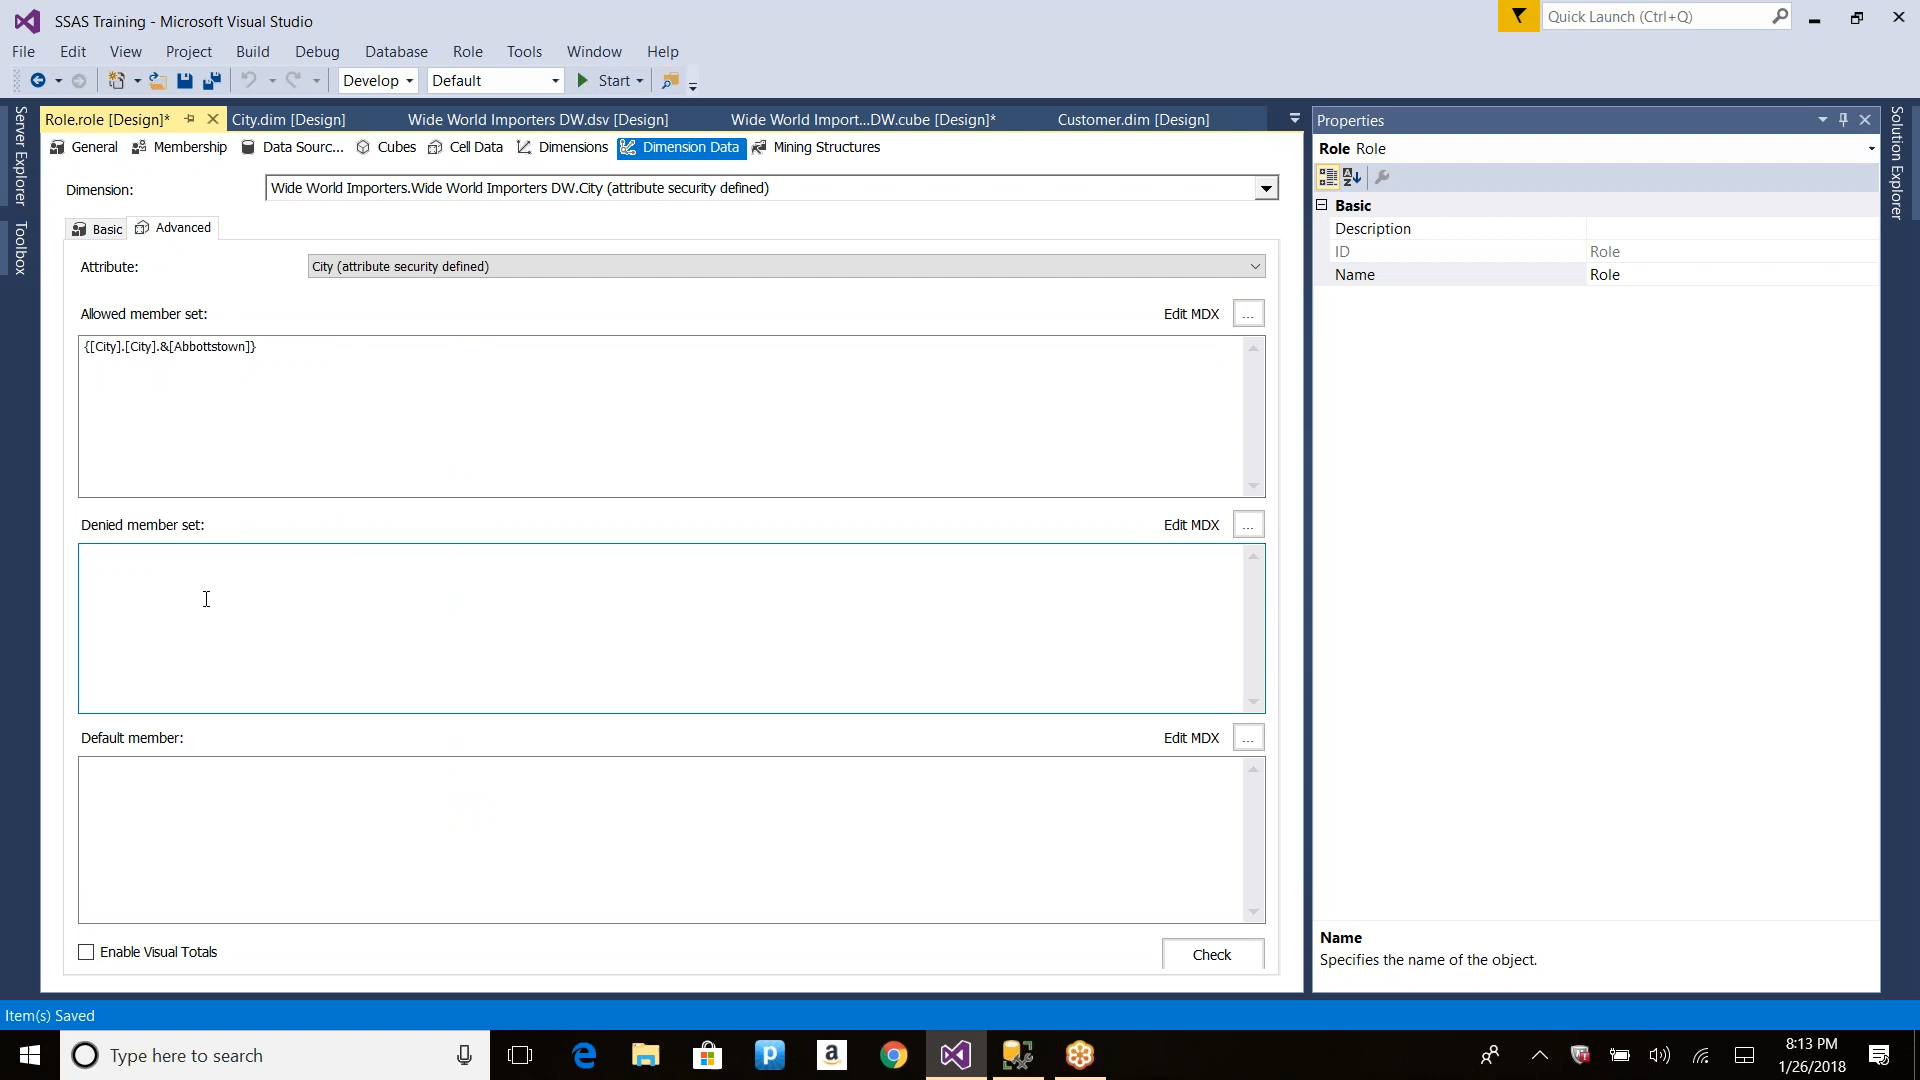 SSAS Training - Microsoft Visual Studio
Quick Launch (Ctrl+Q)
File Edit View Project Build Debug Database Role Tools Window Help
Develop Default Start
Server Explorer
Toolbox
Role.role [Design]* City.dim [Design] Wide World Importers DW.dsv [Design] Wide World Import...DW.cube [Design]* Customer.dim [Design]
General Membership Data Sourc... Cubes Cell Data Dimensions Dimension Data Mining Structures
Dimension: Wide World Importers.Wide World Importers DW.City (attribute security defined)
Basic Advanced
Attribute: City (attribute security defined)
Allowed member set: Edit MDX ...
{[City].[City].&[Abbottstown]}
Denied member set: Edit MDX ...
Default member: Edit MDX ...
Enable Visual Totals Check
Properties
Role Role
Basic
Description
ID Role
Name Role
Name
Specifies the name of the object.
Solution Explorer
Item(s) Saved
Type here to search
8:13 PM
1/26/2018